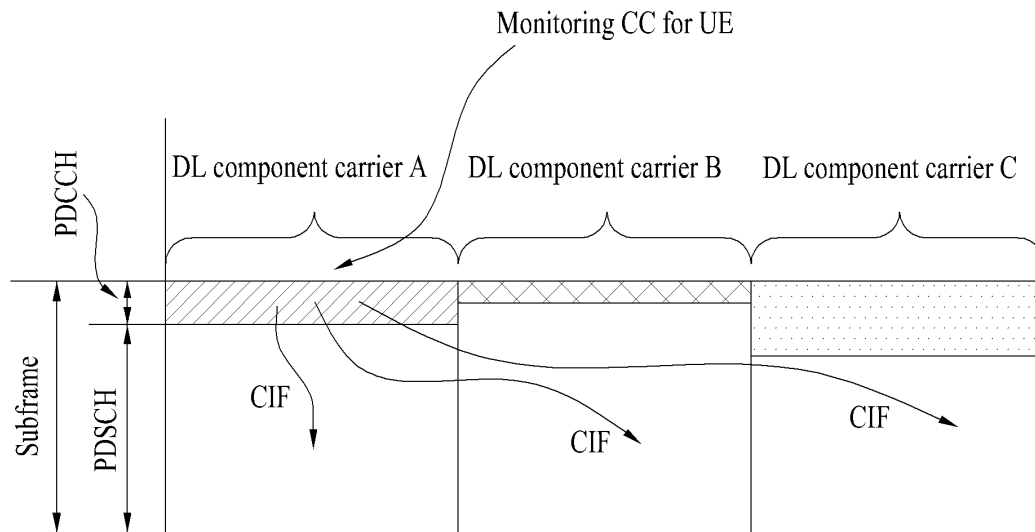 Monitoring CC for UE
DL component carrier A
DL component carrier B
DL component carrier C
PDCCH
Subframe
PDSCH
CIF
CIF
CIF